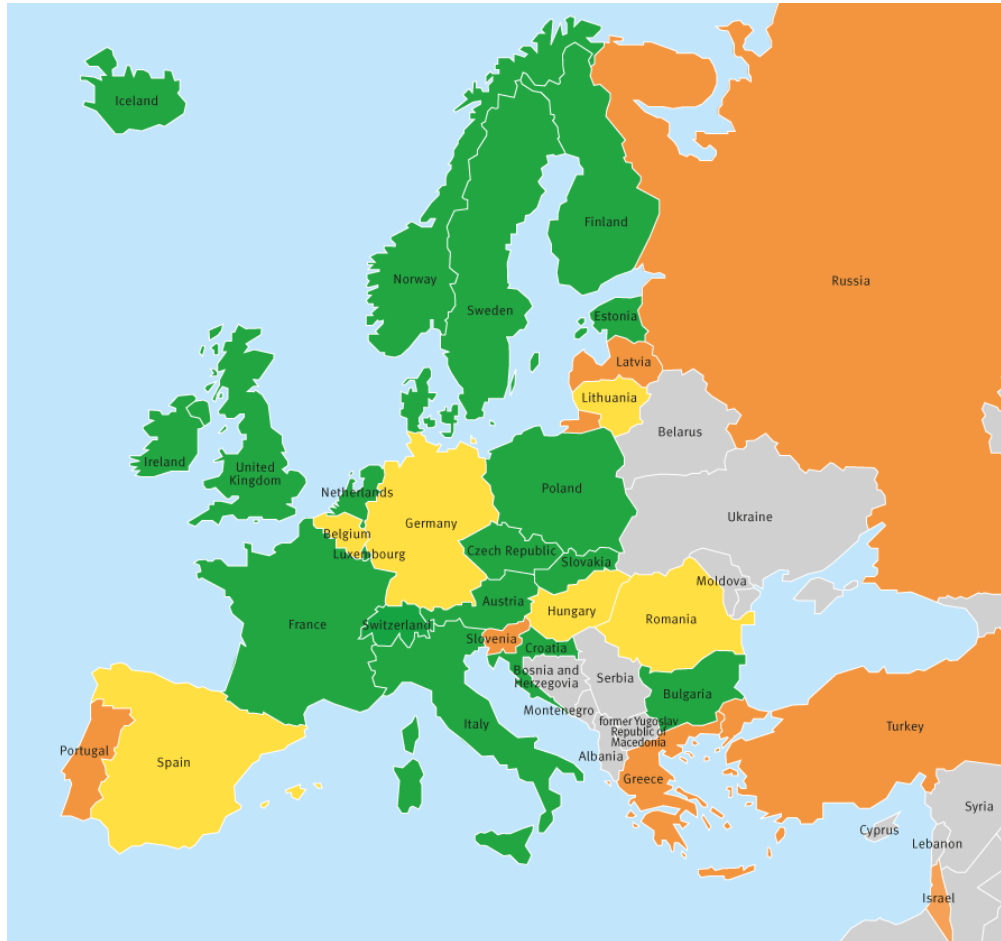 Iceland
Finland
Norway
Russia
Sweden
Estonia
Latvia
Lithuania
Belarus
Ireland
United
Kingdom
Netherlands
Poland
Ukraine
Germany
Belgium
Luxembourg
Czech Republic
Slovakia
Moldova
Austria
Hungary
Romania
France
Switzerland
Slovenia
Croatia
Bosnia and
Herzegovia
Serbia
Bulgaria
Montenegro
Italy
former Yugoslav
Republic of
Macedonia
Turkey
Portugal
Spain
Albania
Greece
Syria
Cyprus
Lebanon
Israel